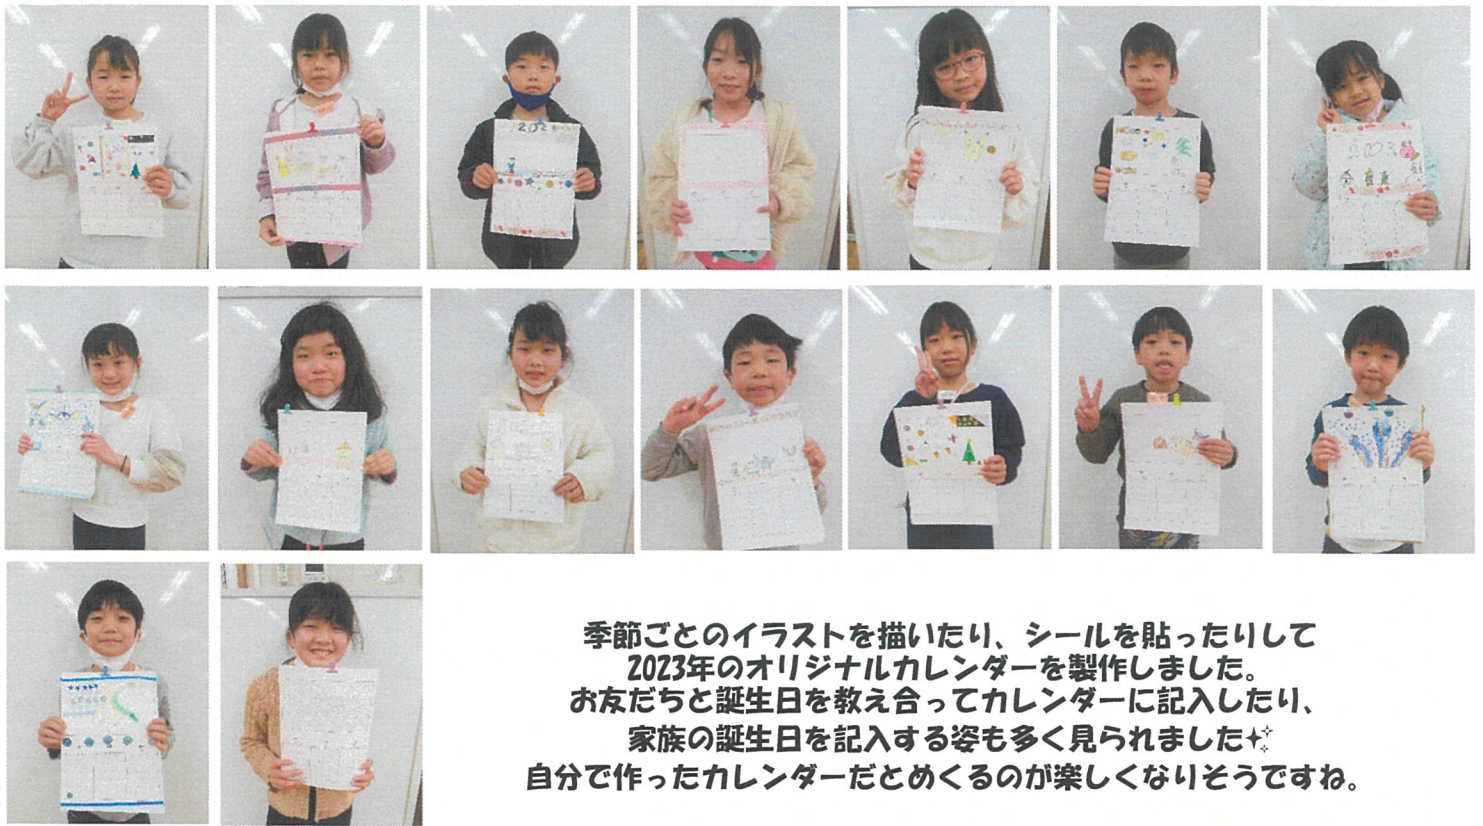 2023
2023
季節ごとのイラストを描いたり、シールを貼ったりして
2023年のオリジナルカレンダーを製作しました。
お友だちと誕生日を教え合ってカレンダーに記入したり、
家族の誕生日を記入する姿も多く見られました✨
自分で作ったカレンダーだとめくるのが楽しくなりそうですね。